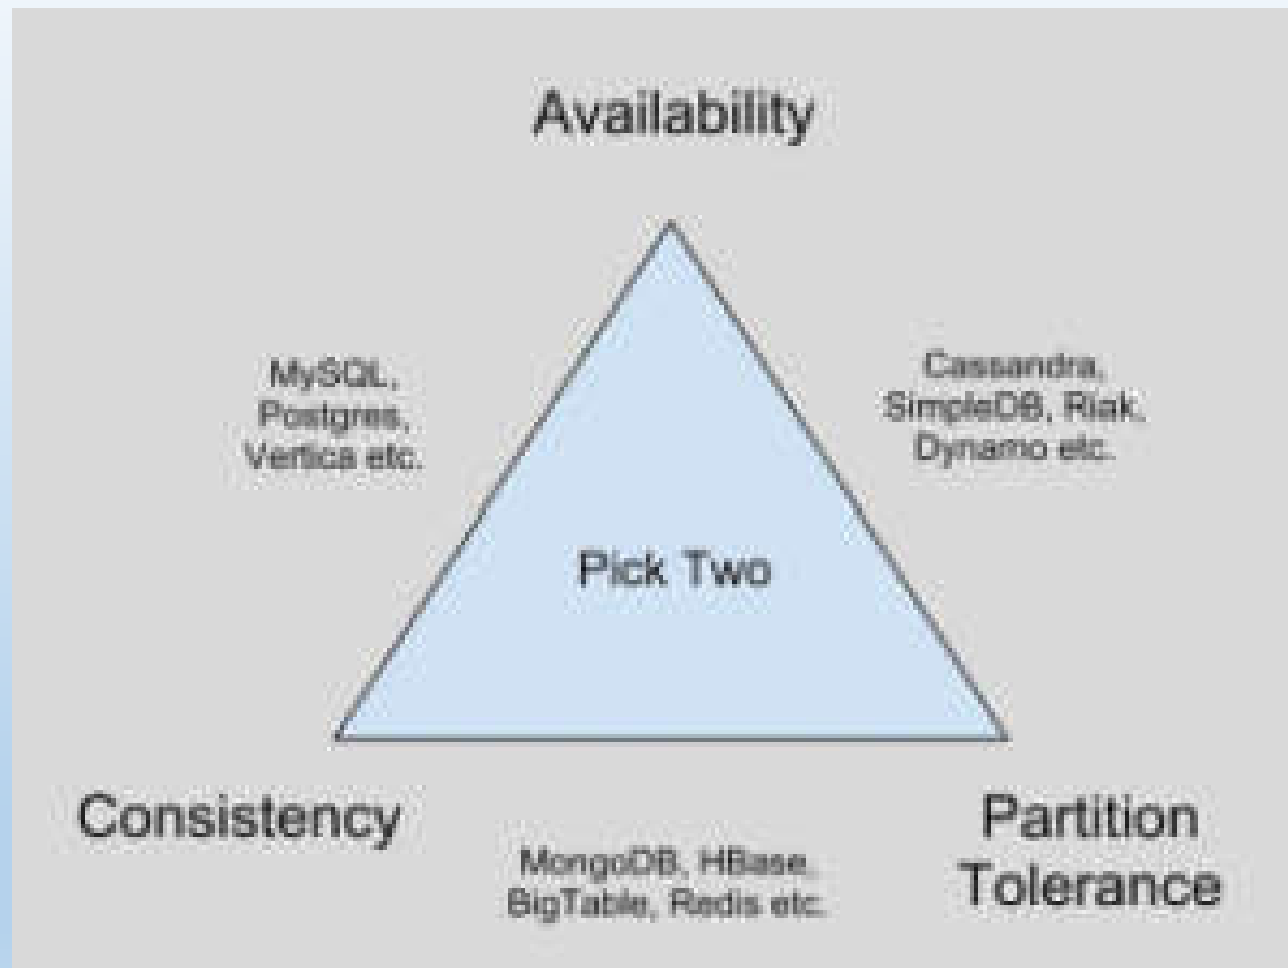 Availability
MySQL,
Postgres,
Vertica etc.
Cassandra,
SimpleDB, Riak,
Dynamo etc.
Pick Two
Consistency
Partition
Tolerance
MongoDB, HBase,
BigTable, Redis etc.